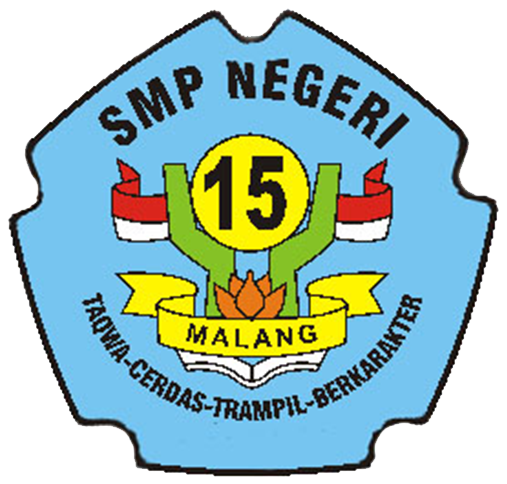 SMP NEGERI
15
MALANG
TAQWA-CERDAS-TRAMPIL-BERKARAKTER